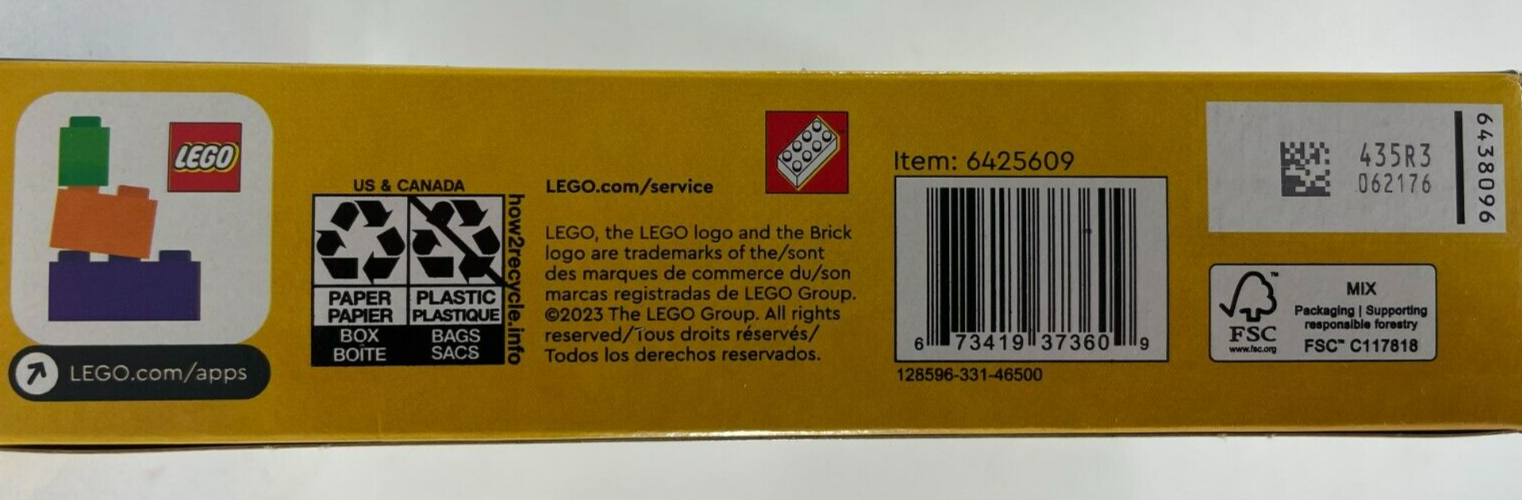 LEGO
LEGO.com/apps
US & CANADA
PAPER
PAPIER
BOX
BOÎTE
PLASTIC
PLASTIQUE
BAGS
SACS
how2recycle.info
LEGO.com/service
LEGO, the LEGO logo and the Brick
logo are trademarks of the/sont
des marques de commerce du/son
marcas registradas de LEGO Group.
©2023 The LEGO Group. All rights
reserved/Tous droits réservés/
Todos los derechos reservados.
Item: 6425609
6 73419 37360 9
128596-331-46500
435R3
062176
6438096
FSC™
www.fsc.org
MIX
Packaging | Supporting
responsible forestry
FSC™ C117818